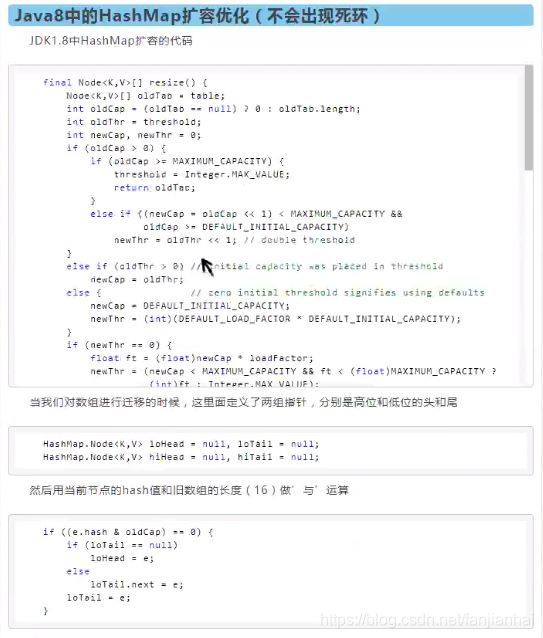 Java8中的HashMap扩容优化（不会出现死环）
JDK1.8中HashMap扩容的代码
final Node<K,V>[] resize() {
Node<K,V>[] oldTab = table;
int oldCap = (oldTab == null) ? 0 : oldTab.length;
int oldThr = threshold;
int newCap, newThr = 0;
if (oldCap > 0) {
if (oldCap >= MAXIMUM_CAPACITY) {
threshold = Integer.MAX_VALUE;
return oldTab;
}
else if ((newCap = oldCap << 1) < MAXIMUM_CAPACITY &&
oldCap >= DEFAULT_INITIAL_CAPACITY)
newThr = oldThr << 1; // double threshold
}
else if (oldThr > 0) // initial capacity was placed in threshold
newCap = oldThr;
else { // zero initial threshold signifies using defaults
newCap = DEFAULT_INITIAL_CAPACITY;
newThr = (int)(DEFAULT_LOAD_FACTOR * DEFAULT_INITIAL_CAPACITY);
}
if (newThr == 0) {
float ft = (float)newCap * loadFactor;
newThr = (newCap < MAXIMUM_CAPACITY && ft < (float)MAXIMUM_CAPACITY ?
(int)ft : Integer.MAX_VALUE);
当我们对数组进行迁移的时候，这里面定义了两组指针，分别是高位和低位的头和尾
HashMap.Node<K,V> loHead = null, loTail = null;
HashMap.Node<K,V> hiHead = null, hiTail = null;
然后用当前节点的hash值和旧数组的长度（16）做’与’运算
if ((e.hash & oldCap) == 0) {
if (loTail == null)
loHead = e;
else
loTail.next = e;
loTail = e;
}
https://blog.csdn.net/fanjianhai